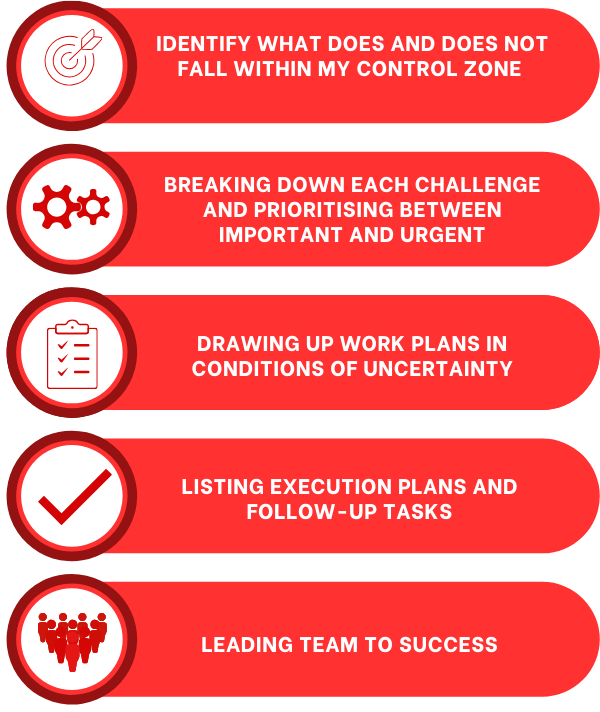 IDENTIFY WHAT DOES AND DOES NOT
FALL WITHIN MY CONTROL ZONE
BREAKING DOWN EACH CHALLENGE
AND PRIORITISING BETWEEN
IMPORTANT AND URGENT
DRAWING UP WORK PLANS IN
CONDITIONS OF UNCERTAINTY
LISTING EXECUTION PLANS AND
FOLLOW-UP TASKS
LEADING TEAM TO SUCCESS